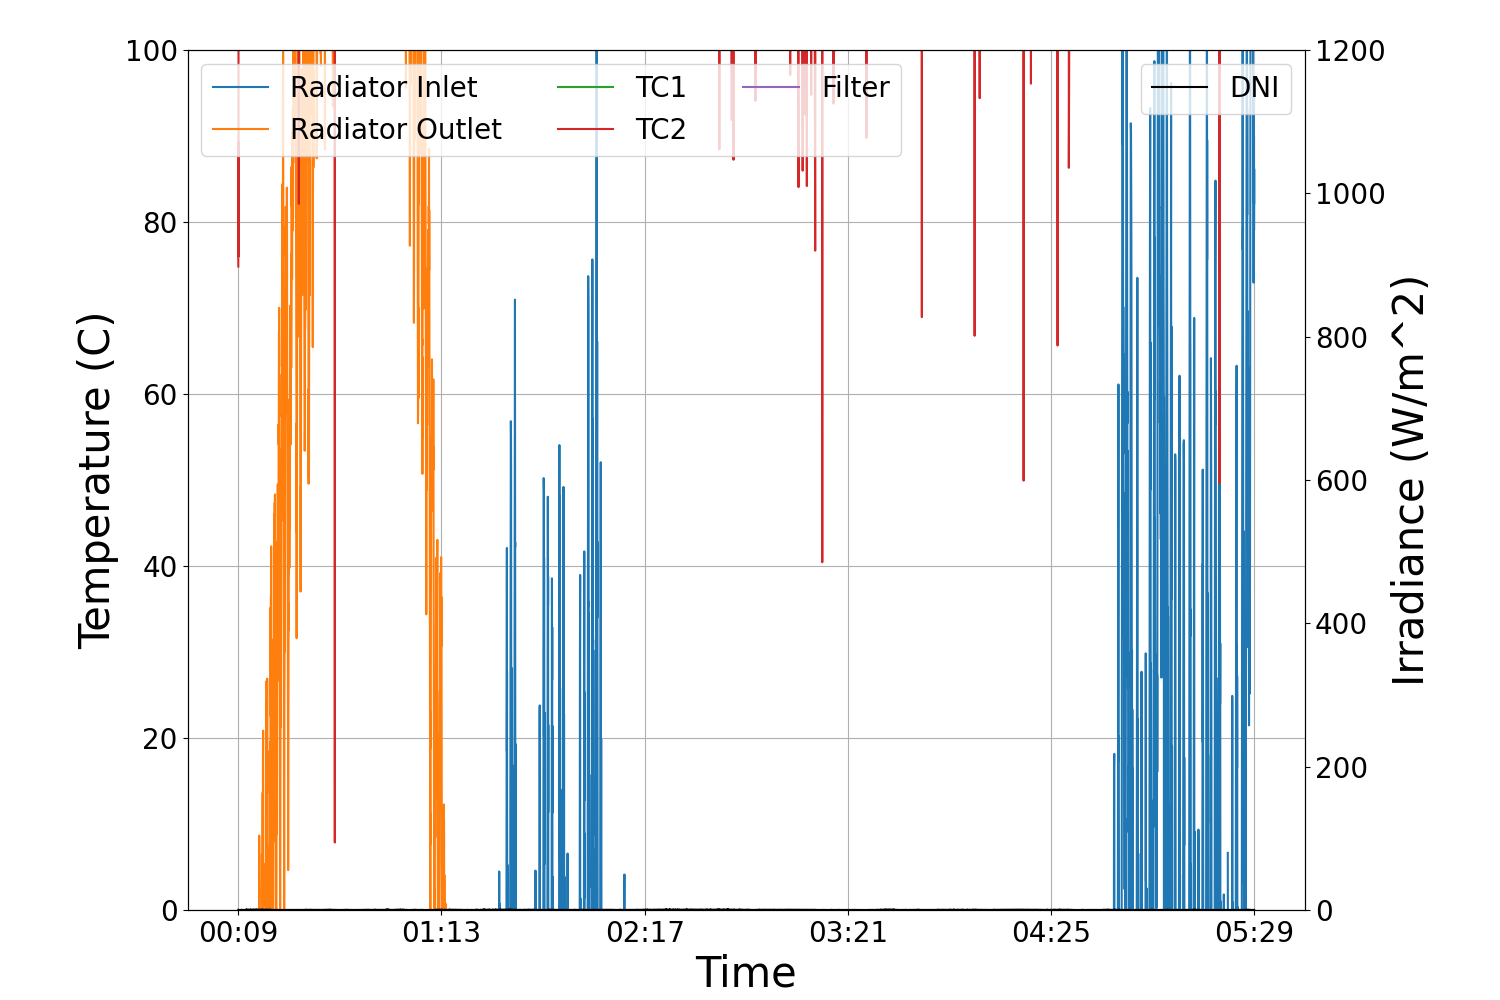 100
80
60
40
20
0
Temperature (C)
Radiator Inlet
Radiator Outlet
TC1
TC2
Filter
DNI
1200
1000
800
600
400
200
0
Irradiance (W/m^2)
00:09 01:13 02:17 03:21 04:25 05:29
Time